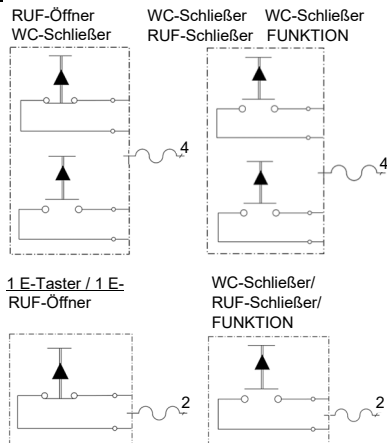 RUF-Öffner
WC-Schließer
WC-Schließer
RUF-Schließer
WC-Schließer
FUNKTION
4
4
1 E-Taster / 1 E-
RUF-Öffner
WC-Schließer/
RUF-Schließer/
FUNKTION
2
2